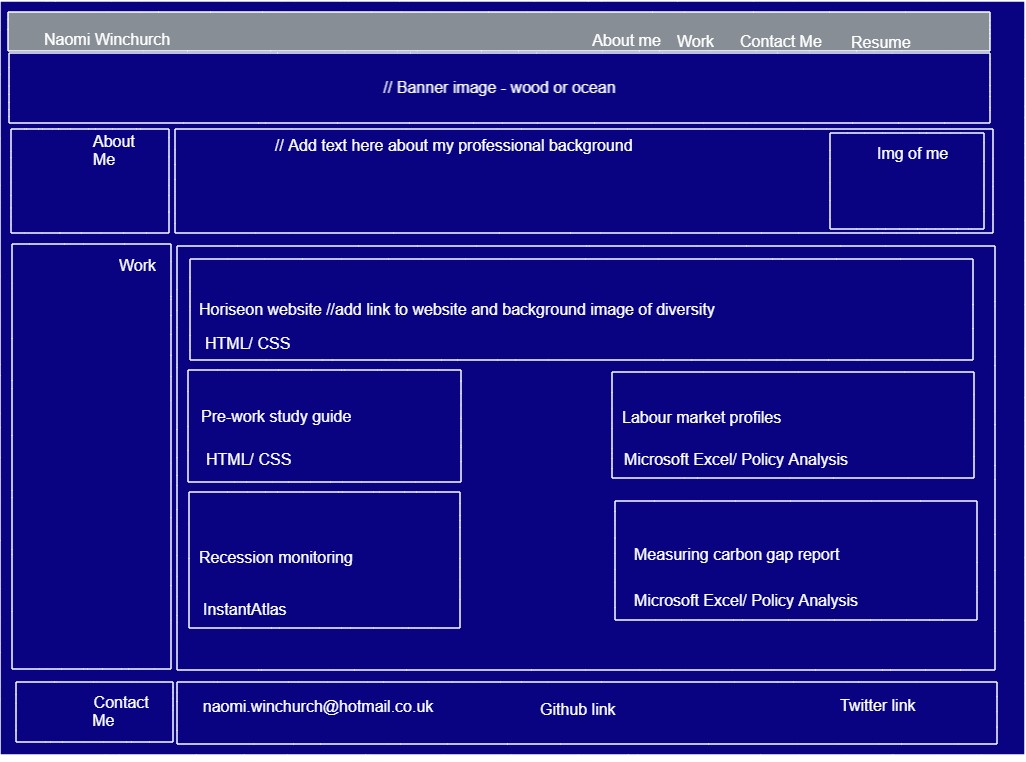 Naomi Winchurch
About me Work Contact Me Resume
// Banner image - wood or ocean
About
Me
// Add text here about my professional background
Img of me
Work
Horiseon website //add link to website and background image of diversity
HTML/ CSS
Pre-work study guide
HTML/ CSS
Labour market profiles
Microsoft Excel/ Policy Analysis
Recession monitoring
InstantAtlas
Measuring carbon gap report
Microsoft Excel/ Policy Analysis
Contact
Me
naomi.winchurch@hotmail.co.uk
Github link
Twitter link